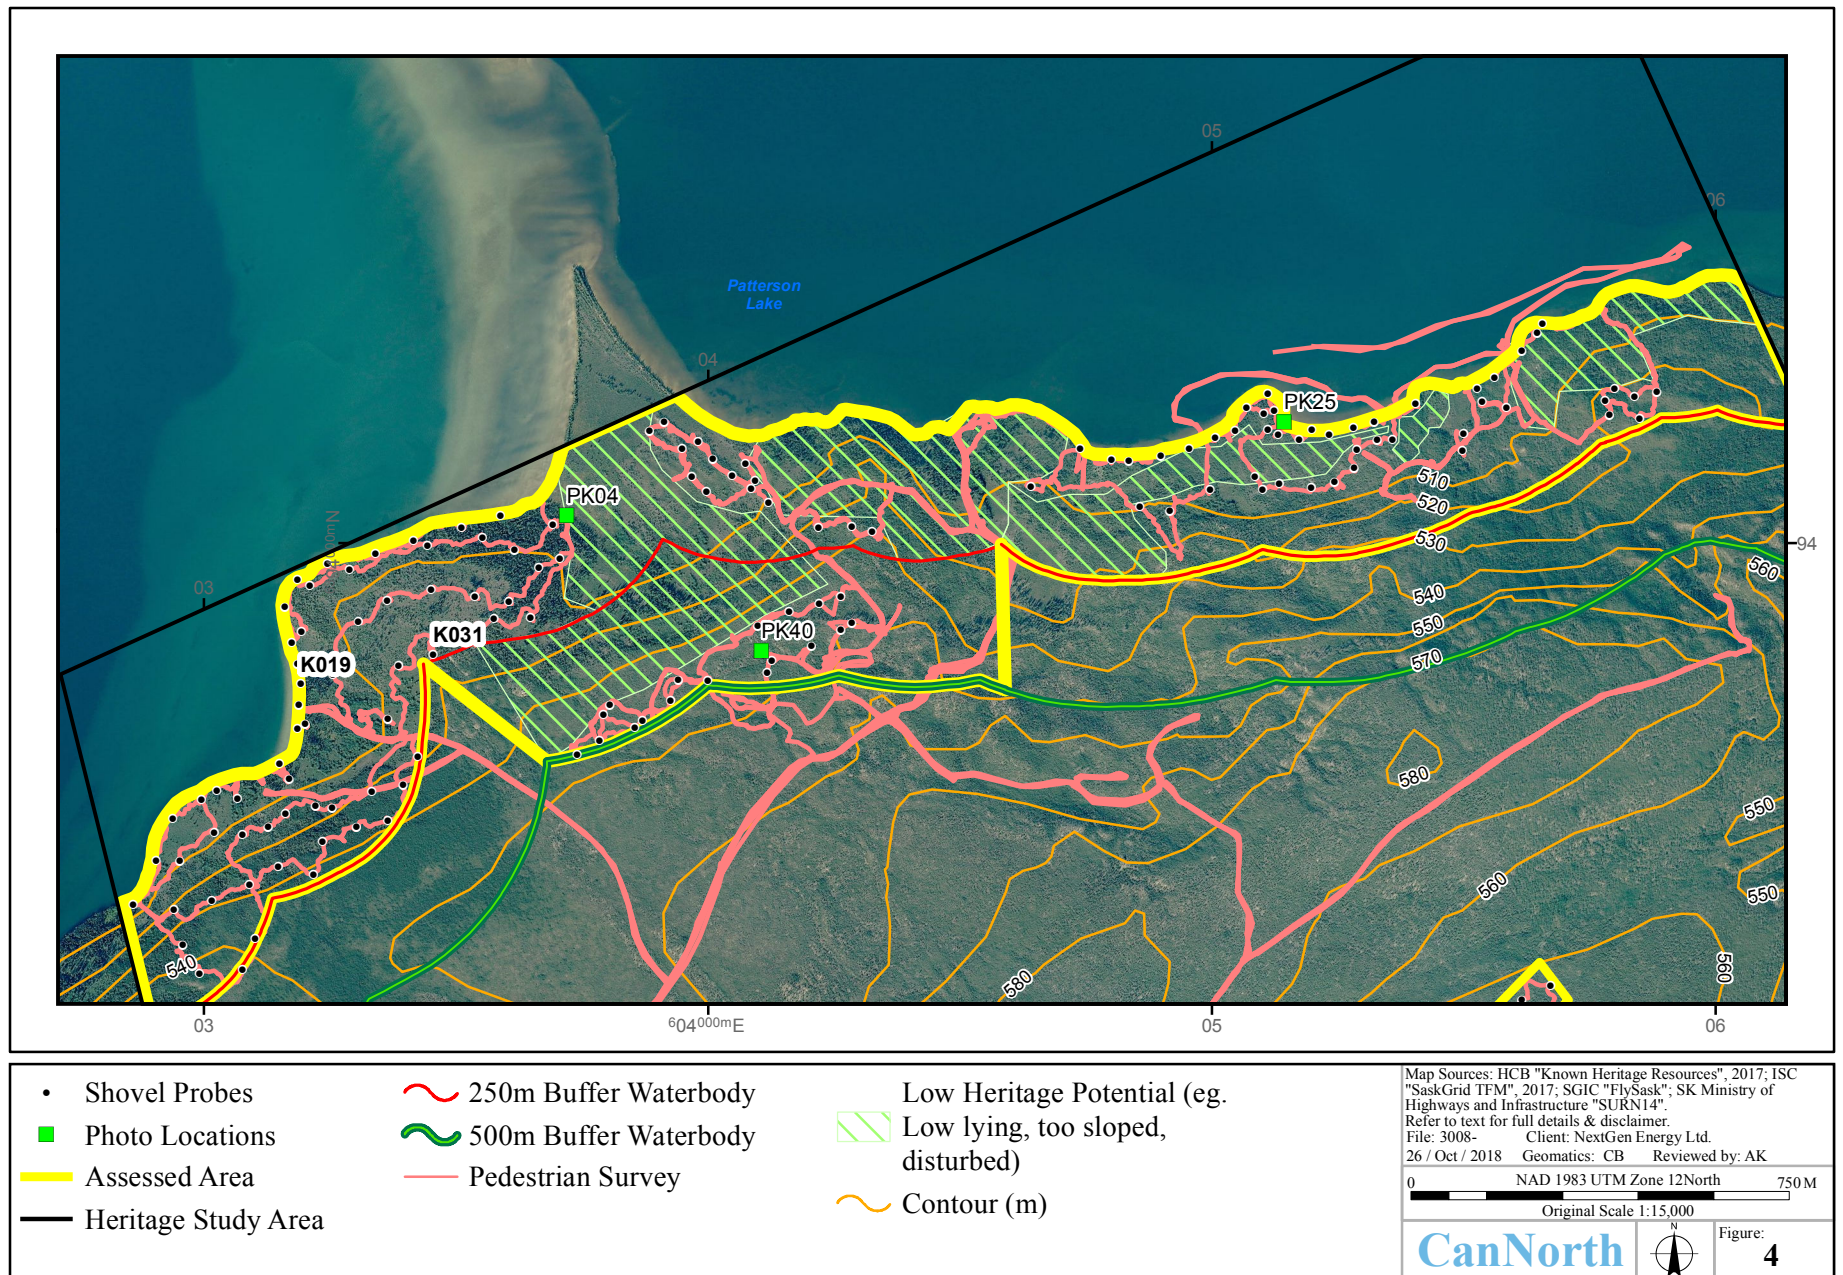 05
06
Patterson
Lake
04
PK25
PK04
510
520
530
94
560
000mN
03
540
550
K031
PK40
K019
570
580
550
560
550
540
580
560
03
604000mE
05
06
Shovel Probes
Photo Locations
Assessed Area
Heritage Study Area
250m Buffer Waterbody
500m Buffer Waterbody
Pedestrian Survey
Low Heritage Potential (eg.
Low lying, too sloped,
disturbed)
Contour (m)
Map Sources: HCB "Known Heritage Resources", 2017; ISC
"SaskGrid TFM", 2017; SGIC "FlySask"; SK Ministry of
Highways and Infrastructure "SURN14".
Refer to text for full details & disclaimer.
File: 3008- Client: NextGen Energy Ltd.
26 / Oct / 2018 Geomatics: CB Reviewed by: AK
0 NAD 1983 UTM Zone 12North 750 M
Original Scale 1:15,000
CanNorth
N
Figure:
4